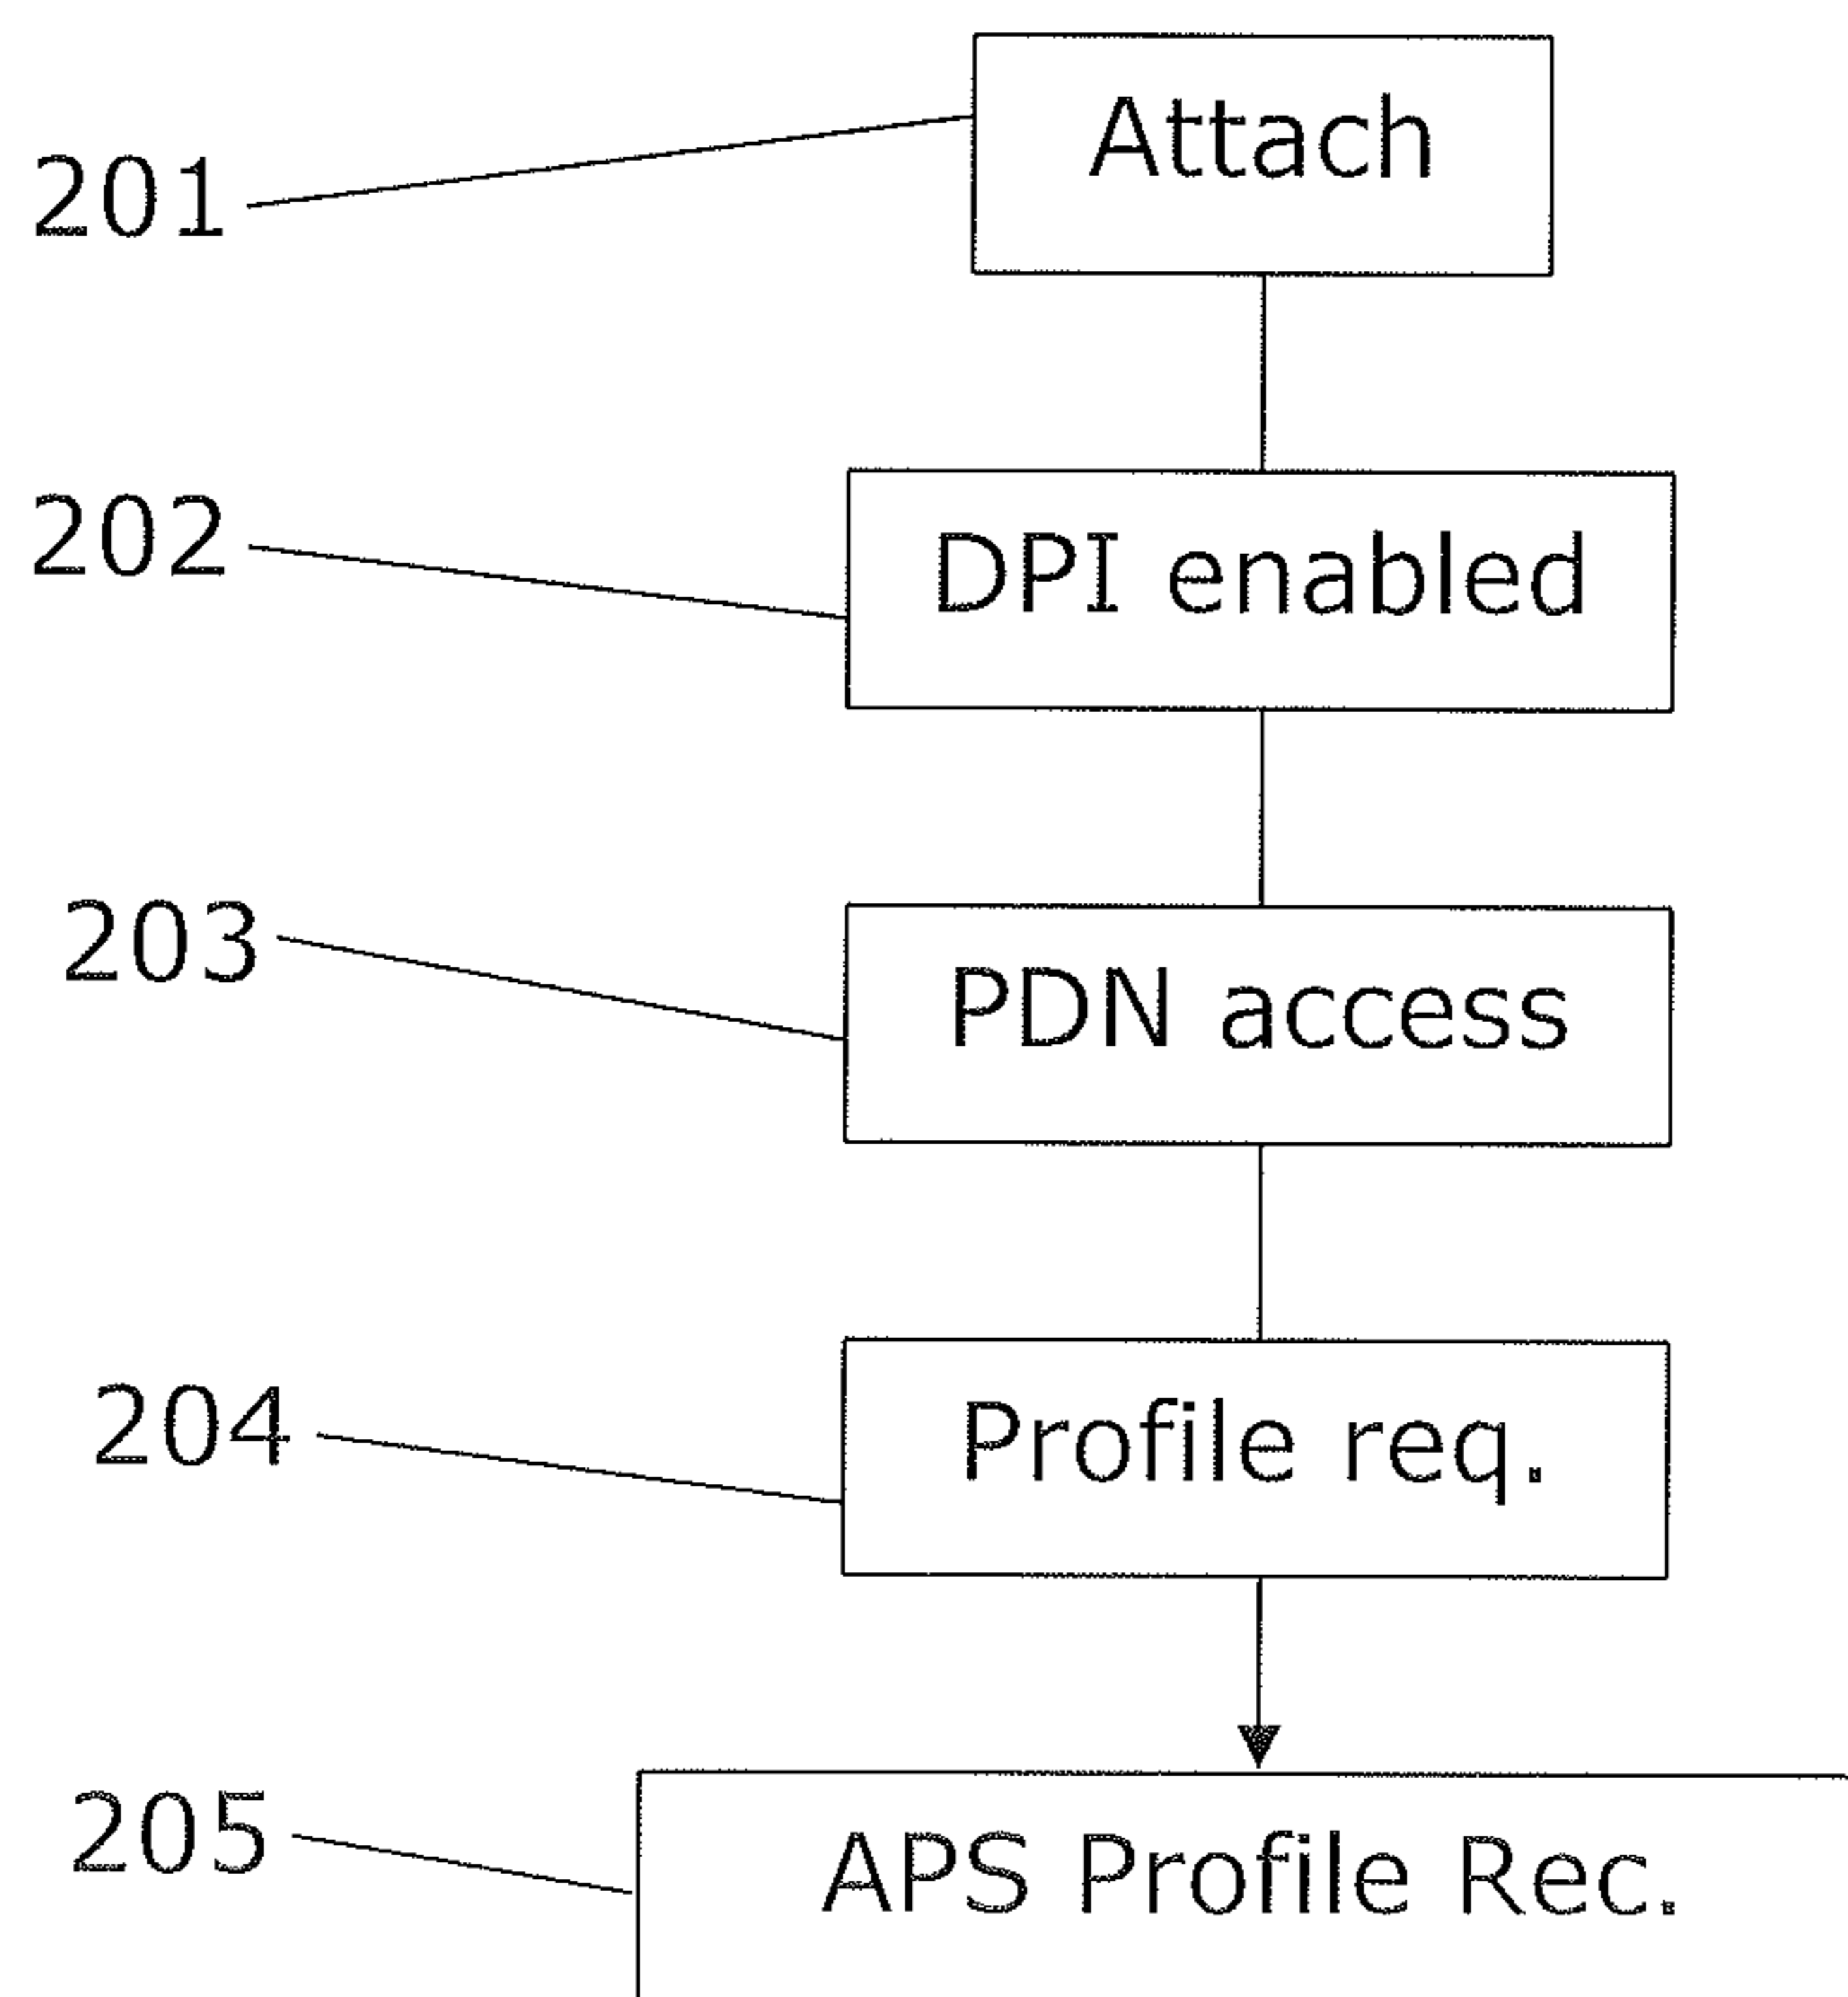 201
Attach
202
DPI enabled
203
PDN access
204
Profile req.
205
APS Profile Rec.